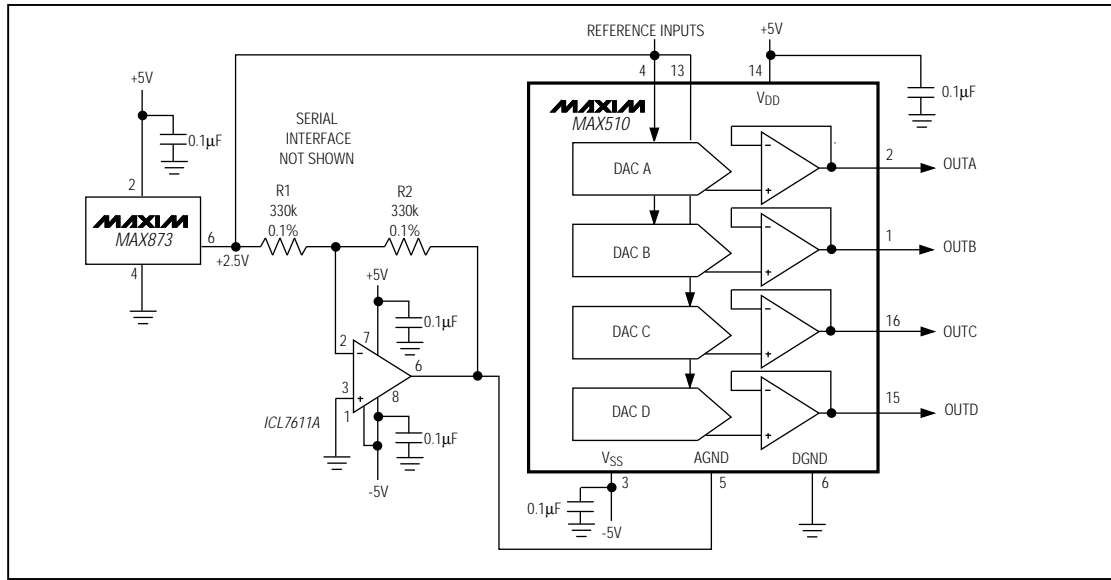 REFERENCE INPUTS
+5V
4
13
14
VDD
0.1µF
+5V
0.1µF
SERIAL
INTERFACE
NOT SHOWN
MAXIM
MAX510
2
MAXIM
MAX873
6
+2.5V
4
R1
330k
0.1%
R2
330k
0.1%
+5V
0.1µF
2
7
-
6
3
+
1
8
ICL7611A
0.1µF
-5V
DAC A
-
+
2
OUTA
DAC B
-
+
1
OUTB
DAC C
-
+
16
OUTC
DAC D
-
+
15
OUTD
VSS
AGND
DGND
3
5
6
0.1µF
-5V